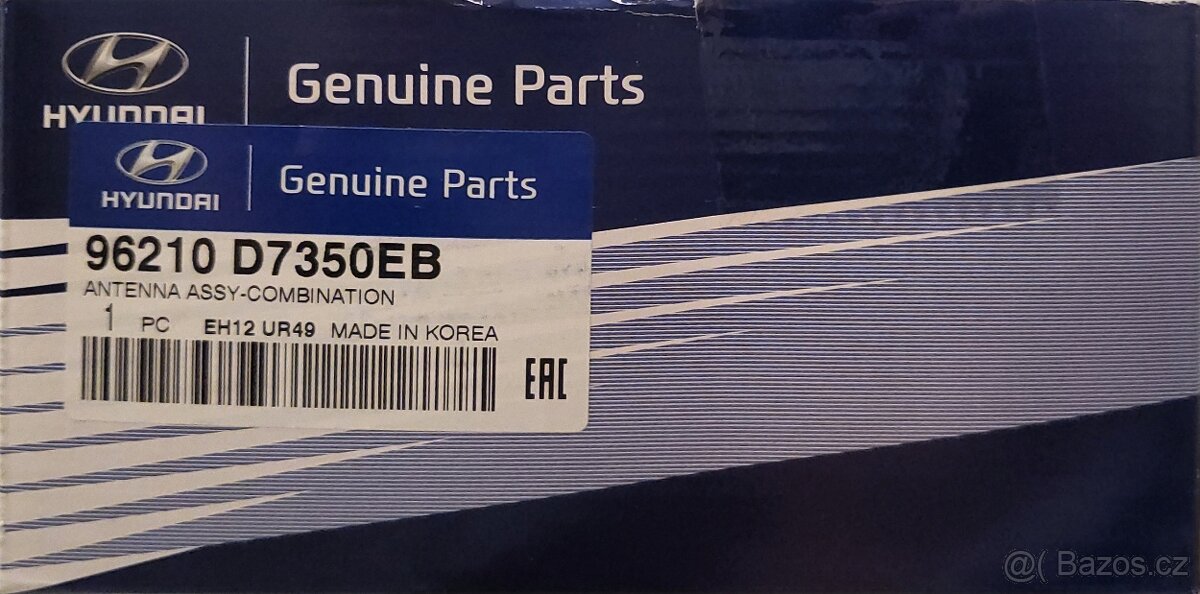 HYUNDAI
Genuine Parts
HYUNDAI
Genuine Parts
96210 D7350EB
ANTENNA ASSY-COMBINATION
1 PC EH12 UR49 MADE IN KOREA
EAC
@( Bazos.cz